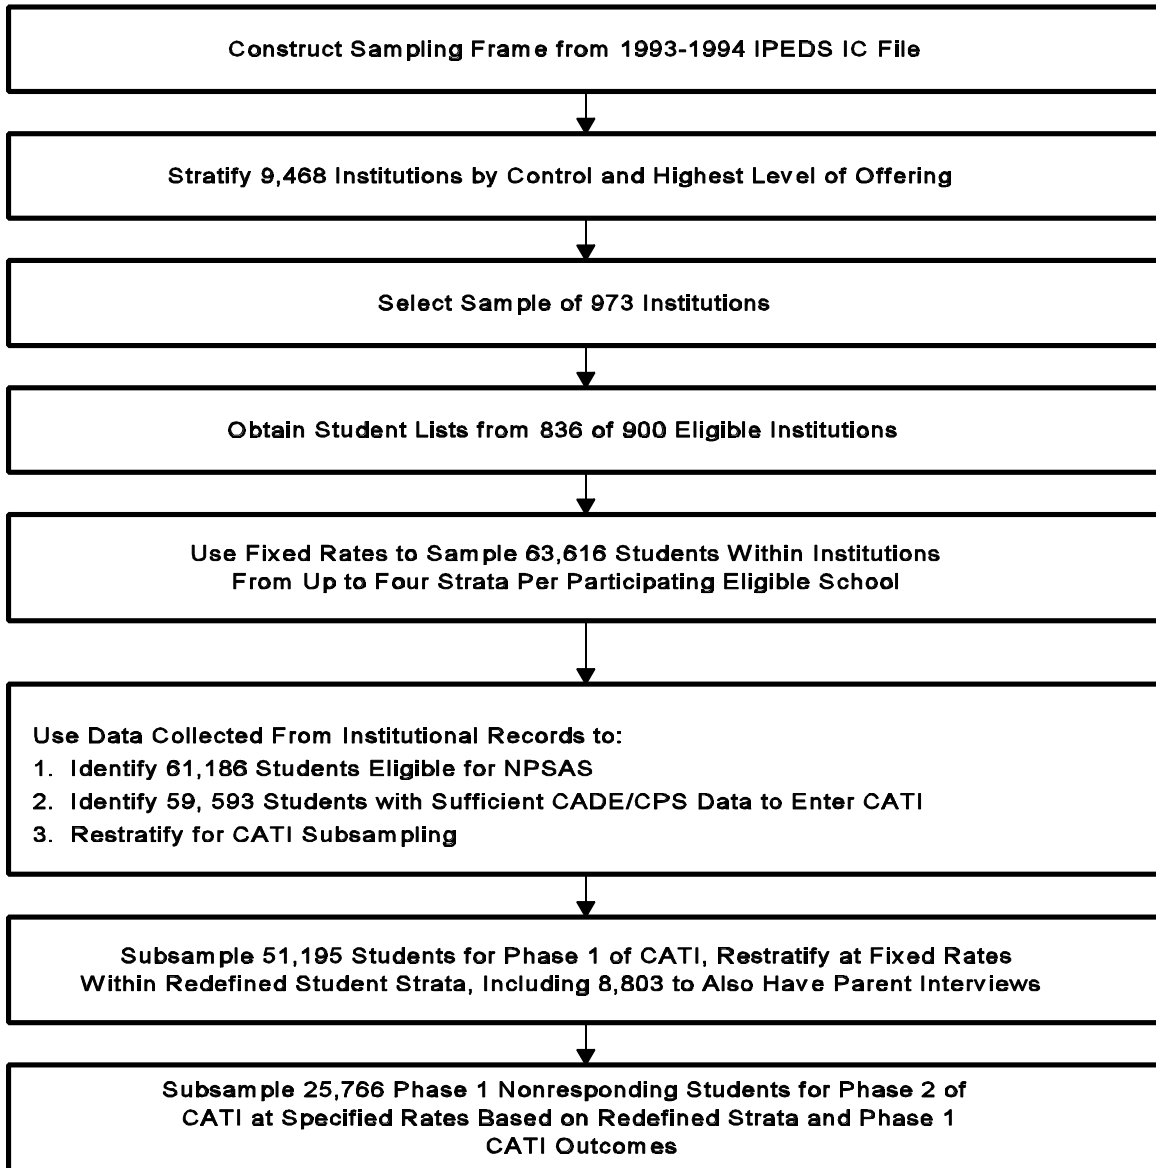 Construct Sampling Frame from 1993-1994 IPEDS IC File
Stratify 9,468 Institutions by Control and Highest Level of Offering
Select Sample of 973 Institutions
Obtain Student Lists from 836 of 900 Eligible Institutions
Use Fixed Rates to Sample 63,616 Students Within Institutions
From Up to Four Strata Per Participating Eligible School
Use Data Collected From Institutional Records to:
1. Identify 61,186 Students Eligible for NPSAS
2. Identify 59, 593 Students with Sufficient CADE/CPS Data to Enter CATI
3. Restratify for CATI Subsampling
Subsample 51,195 Students for Phase 1 of CATI, Restratify at Fixed Rates
Within Redefined Student Strata, Including 8,803 to Also Have Parent Interviews
Subsample 25,766 Phase 1 Nonresponding Students for Phase 2 of
CATI at Specified Rates Based on Redefined Strata and Phase 1
CATI Outcomes